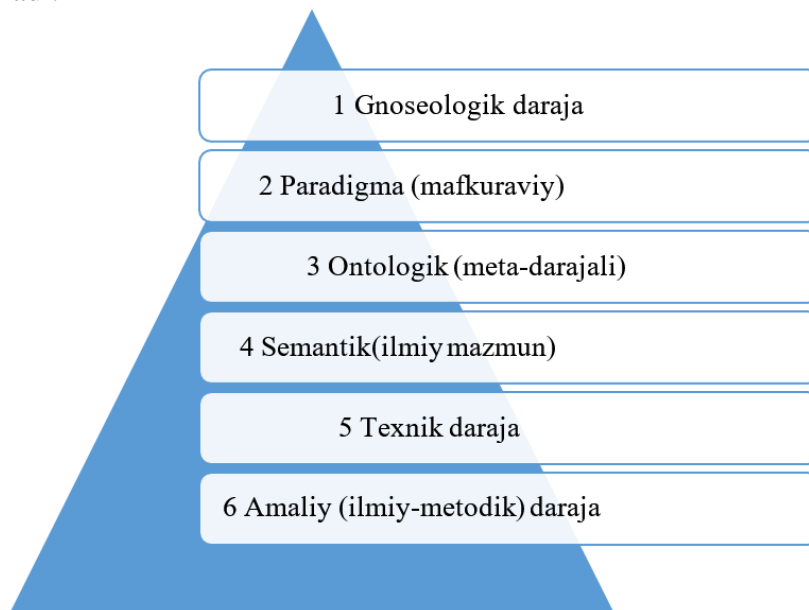 1 Gnoseologik daraja
2 Paradigma (mafkuraviy)
3 Ontologik (meta-darajali)
4 Semantik(ilmiy mazmun)
5 Texnik daraja
6 Amaliy (ilmiy-metodik) daraja